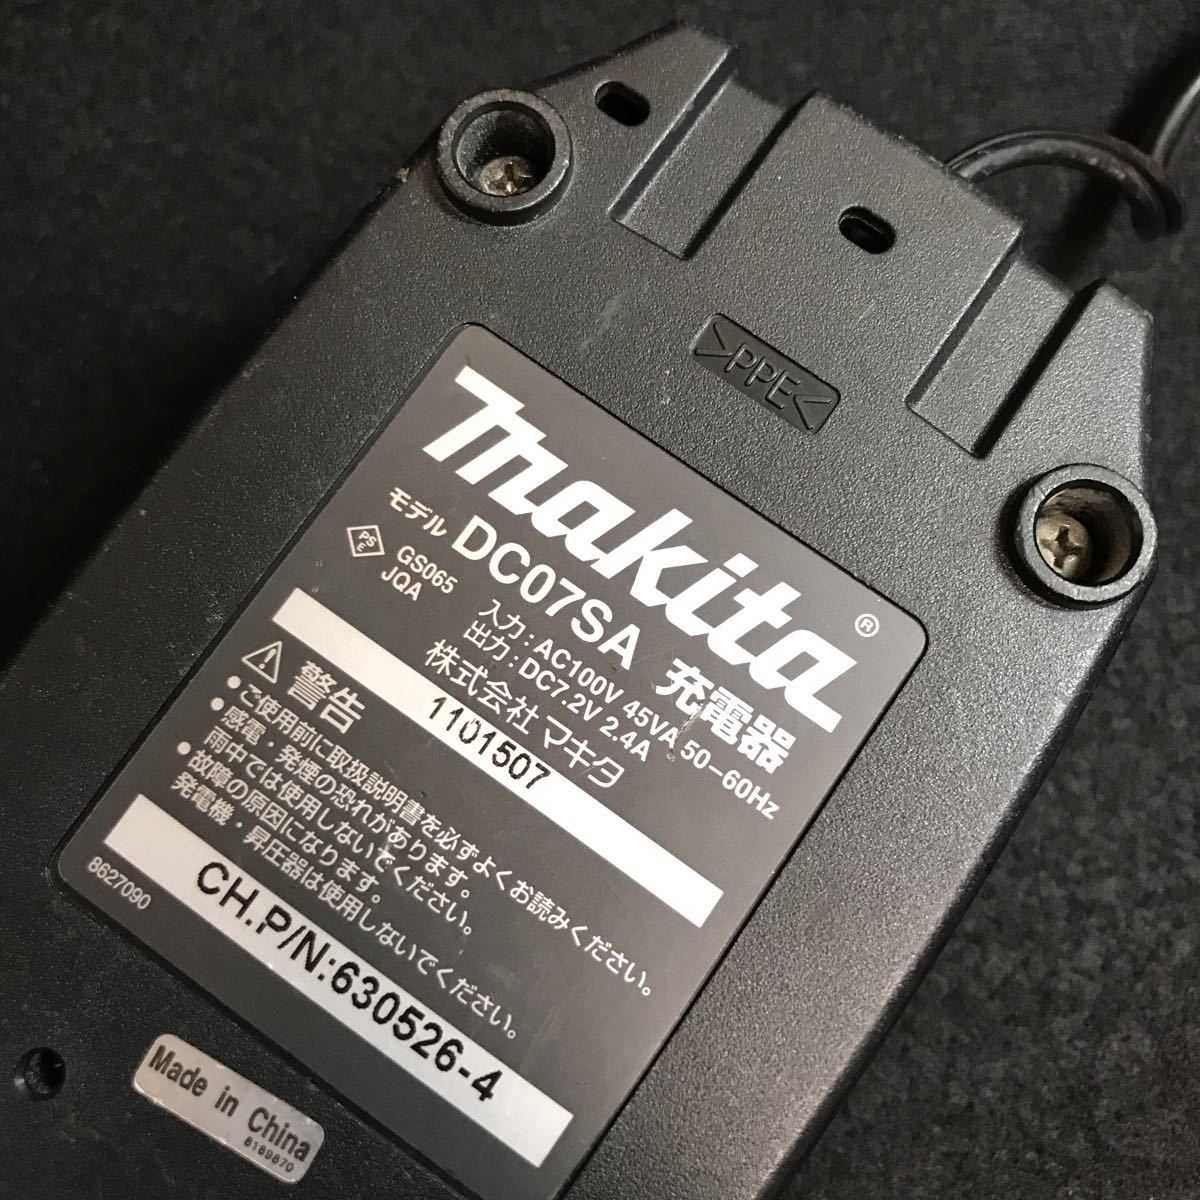 >PPE<
makita®
モデル DC07SA 充電器
PSE GS065
JQA
入力:AC100V 45VA 50-60Hz
出力:DC7.2V 2.4A
株式会社マキタ
1101507
警告
●ご使用前に取扱説明書を必ずよくお読みください。
●感電・発煙の恐れがあります。
雨中では使用しないでください。
●故障の原因になります。
発電機・昇圧器は使用しないでください。
8627090
CH.P/N:630526-4
Made in China
8169870